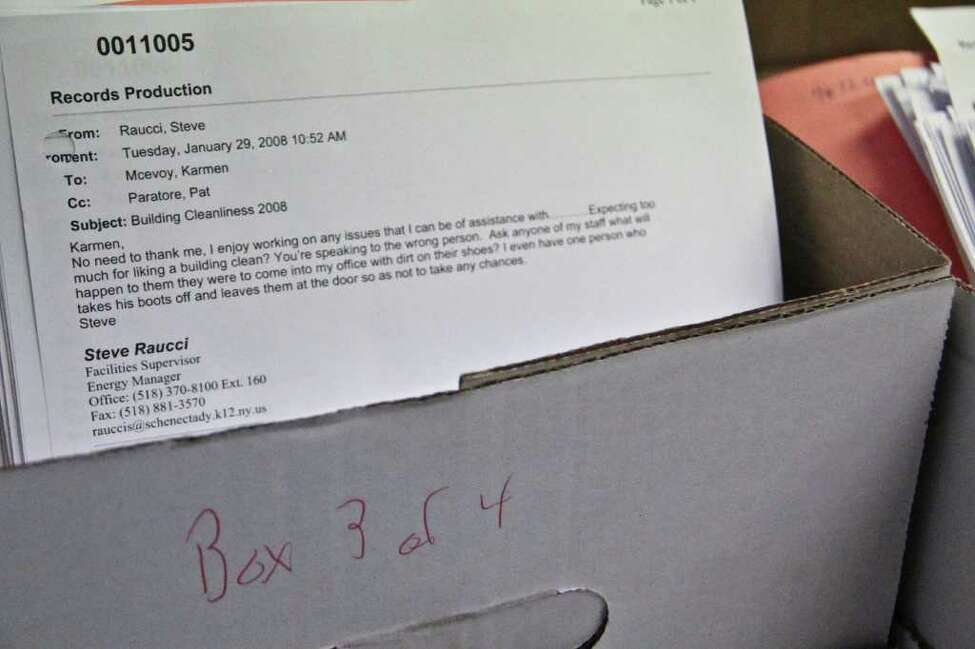 0011005
Records Production
From: Raucci, Steve
Tuesday, January 29, 2008 10:52 AM
To: Mcevoy, Karmen
Cc: Paratore, Pat
Subject: Building Cleanliness 2008
Karmen,
No need to thank me, I enjoy working on any issues that I can be of assistance with..........Expecting too
much for liking a building clean? You're speaking to the wrong person. Ask anyone of my staff what will
happen to them they were to come into my office with dirt on their shoes? I even have one person who
takes his boots off and leaves them at the door so as not to take any chances.
Steve
Steve Raucci
Facilities Supervisor
Energy Manager
Office: (518) 370-8100 Ext. 160
Fax: (518) 881-3570
rauccis@schenectady.k12.ny.us
Box 3 of 4